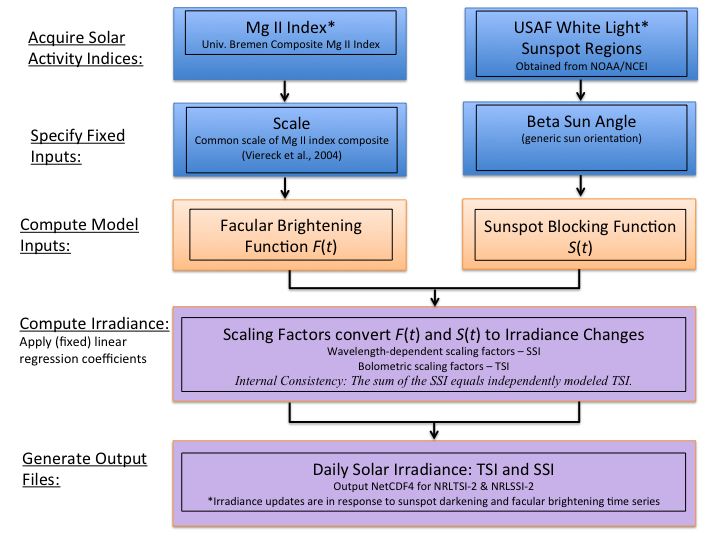 Acquire Solar
Activity Indices:
Mg II Index*
Univ. Bremen Composite Mg II Index
USAF White Light*
Sunspot Regions
Obtained from NOAA/NCEI
Specify Fixed
Inputs:
Scale
Common scale of Mg II index composite
(Viereck et al., 2004)
Beta Sun Angle
(generic sun orientation)
Compute Model
Inputs:
Facular Brightening
Function F(t)
Sunspot Blocking Function
S(t)
Compute Irradiance:
Apply (fixed) linear
regression coefficients
Scaling Factors convert F(t) and S(t) to Irradiance Changes
Wavelength-dependent scaling factors – SSI
Bolometric scaling factors – TSI
Internal Consistency: The sum of the SSI equals independently modeled TSI.
Generate Output
Files:
Daily Solar Irradiance: TSI and SSI
Output NetCDF4 for NRLTSI-2 & NRLSSI-2
*Irradiance updates are in response to sunspot darkening and facular brightening time series